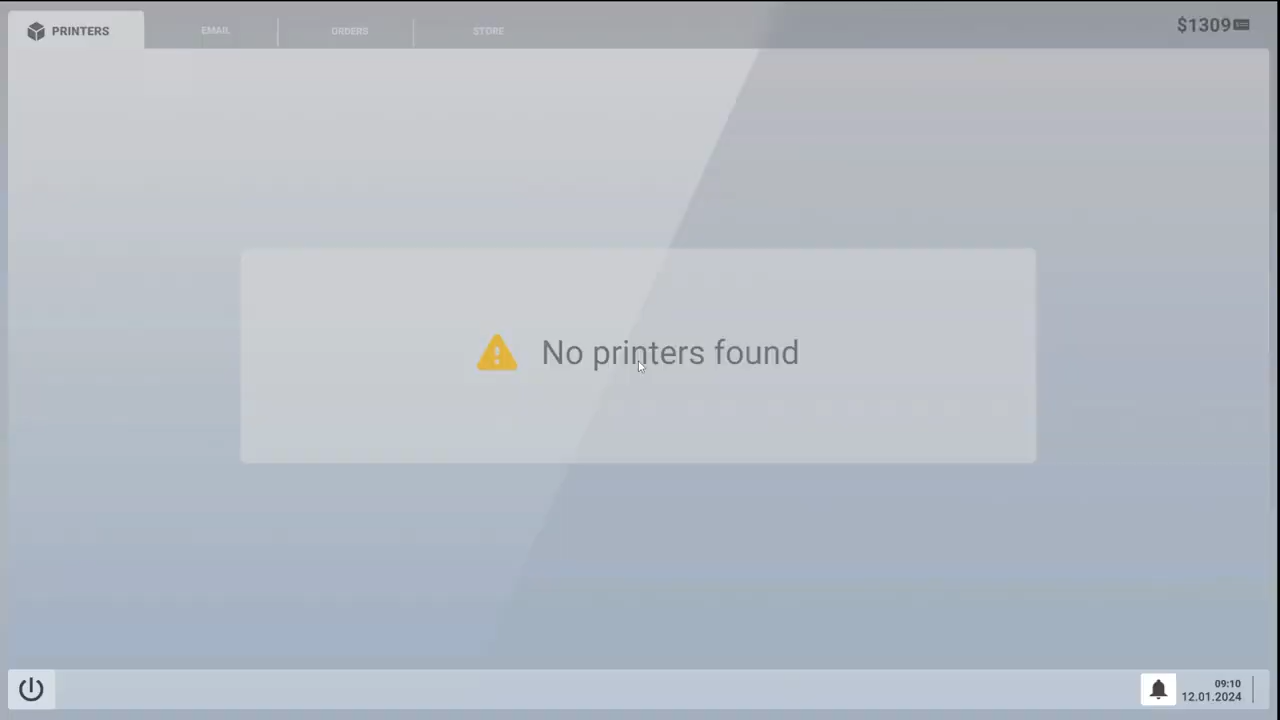 PRINTERS
EMAIL
ORDERS
STORE
$1309
No printers found
09:10
12.01.2024